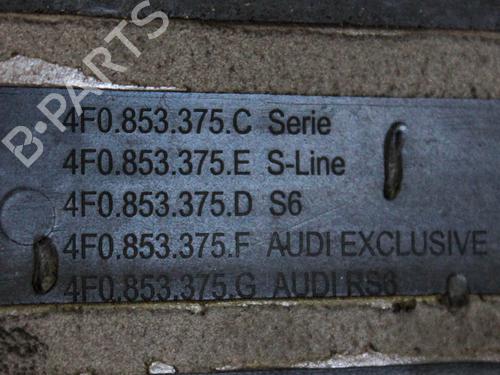 B-PARTS
4F0.853.375.C Serie
4F0.853.375.E S-Line
4F0.853.375.D S6
4F0.853.375.F AUDI EXCLUSIVE
4F0.853.375.G AUDI RS6